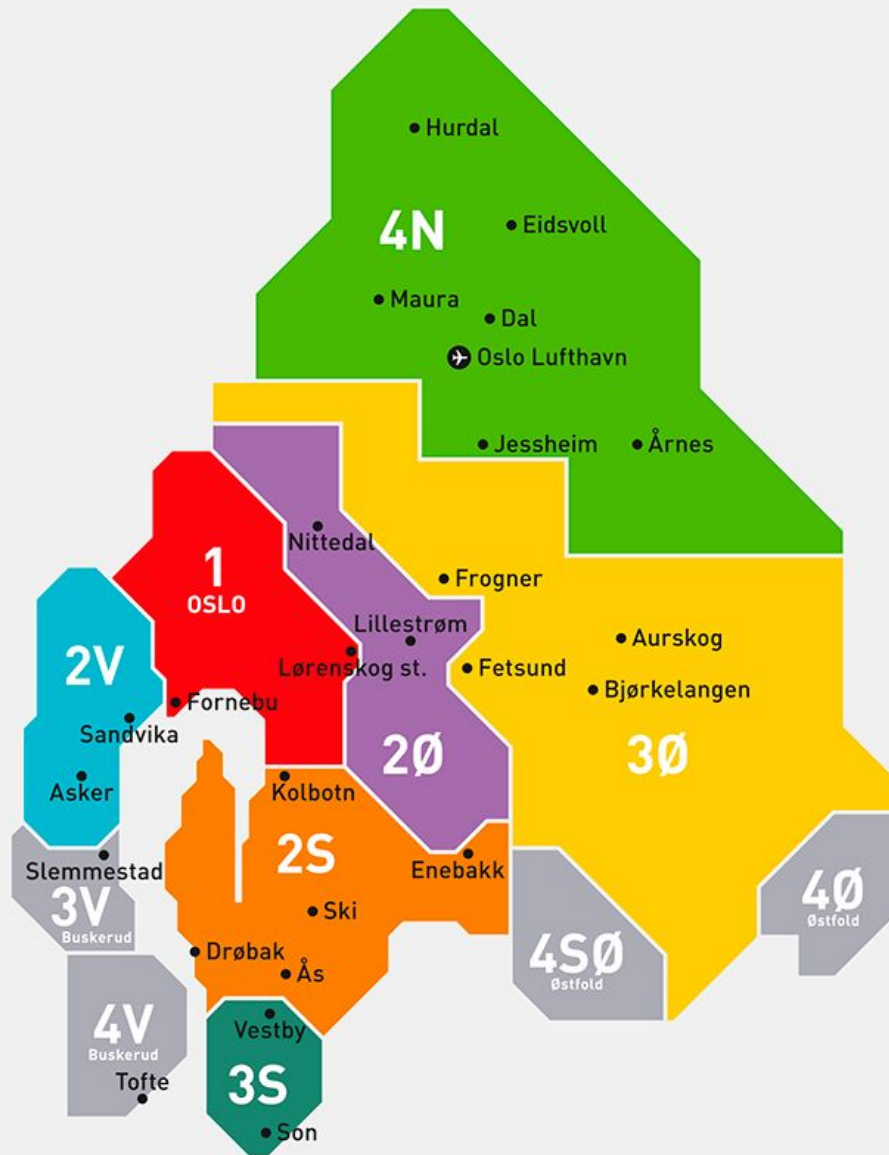 Hurdal
4N
Eidsvoll
Maura
Dal
Oslo Lufthavn
Jessheim
Årnes
Nittedal
1
OSLO
Frogner
Lillestrøm
Aurskog
2V
Lørenskog st.
Fetsund
Bjørkelangen
Fornebu
Sandvika
2Ø
3Ø
Asker
Kolbotn
2S
Slemmestad
Enebakk
3V
Buskerud
4Ø
Østfold
Ski
Drøbak
4SØ
Østfold
Ås
4V
Buskerud
Vestby
Tofte
3S
Son